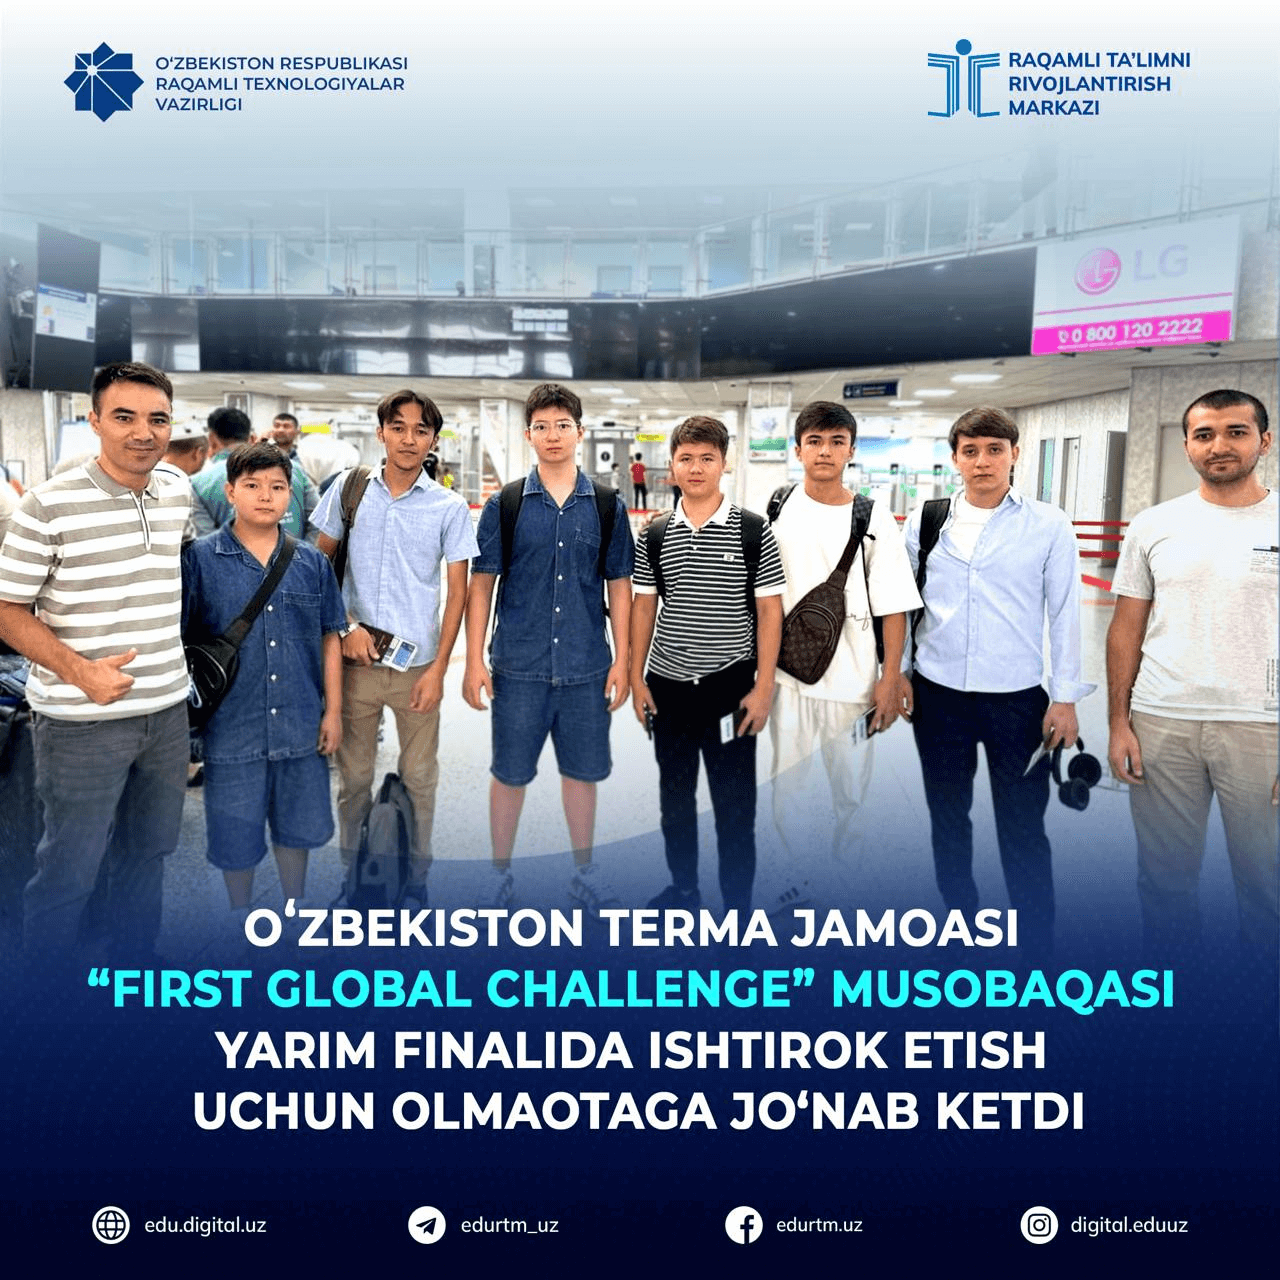 O‘ZBEKISTON RESPUBLIKASI
RAQAMLI TEXNOLOGIYALAR
VAZIRLIGI
RAQAMLI TA’LIMNI
RIVOJLANTIRISH
MARKAZI
LG
0 800 120 2222
O‘ZBEKISTON TERMA JAMOASI
“FIRST GLOBAL CHALLENGE” MUSOBAQASI
YARIM FINALIDA ISHTIROK ETISH
UCHUN OLMAOTAGA JO‘NAB KETDI
edu.digital.uz
edurtm_uz
edurtm.uz
digital.eduuz